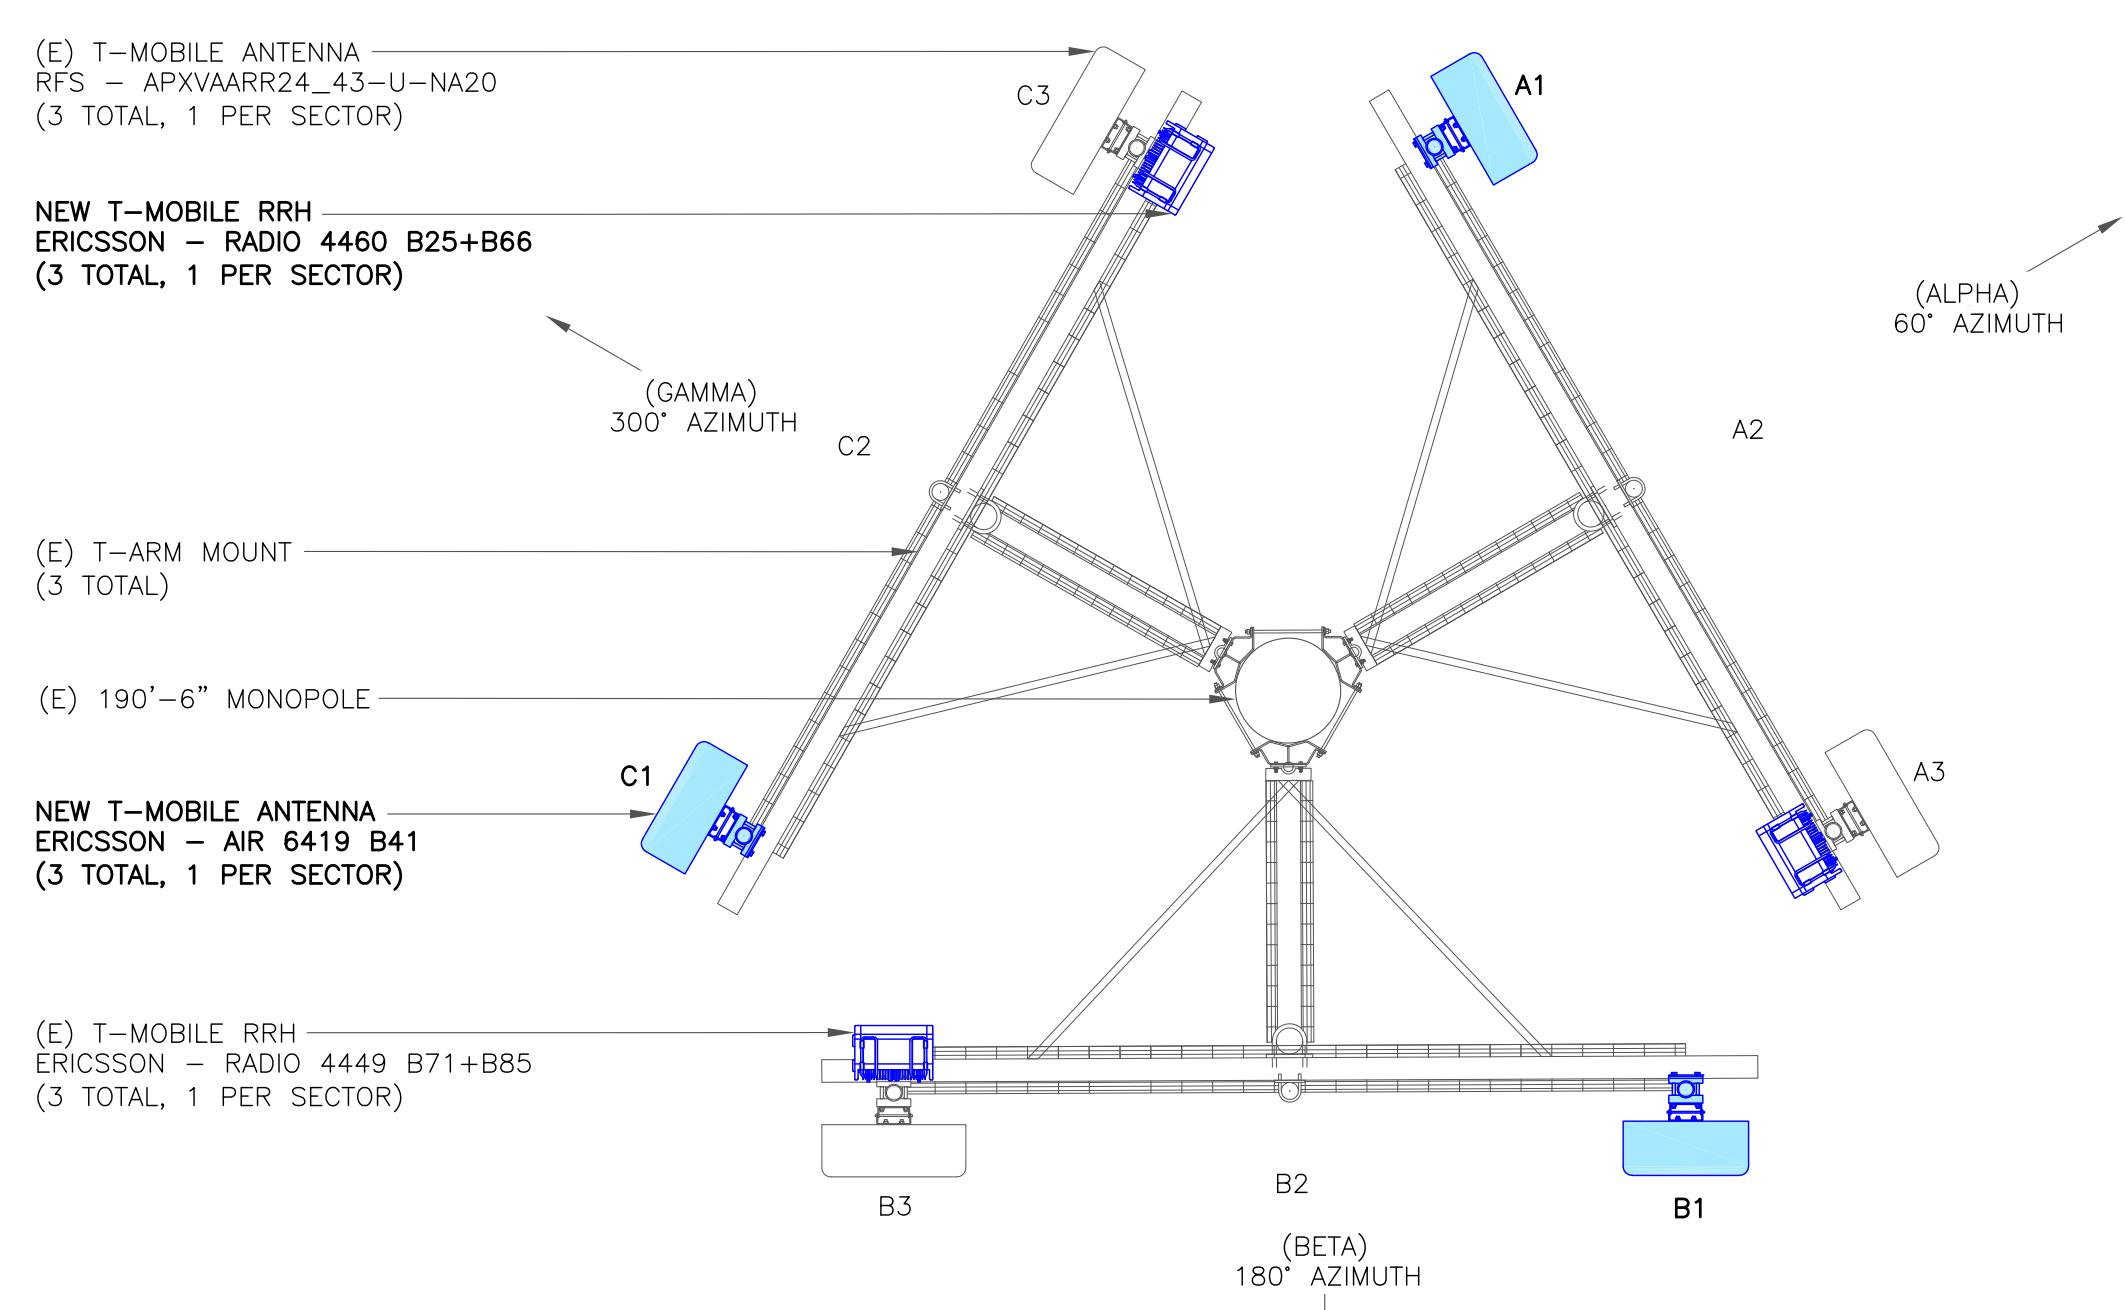 (E) T-MOBILE ANTENNA
RFS - APXVAARR24_43-U-NA20
(3 TOTAL, 1 PER SECTOR)
C3
A1
NEW T-MOBILE RRH
ERICSSON - RADIO 4460 B25+B66
(3 TOTAL, 1 PER SECTOR)
(ALPHA)
60° AZIMUTH
(GAMMA)
300° AZIMUTH
C2
A2
(E) T-ARM MOUNT
(3 TOTAL)
(E) 190'-6" MONOPOLE
C1
A3
NEW T-MOBILE ANTENNA
ERICSSON - AIR 6419 B41
(3 TOTAL, 1 PER SECTOR)
(E) T-MOBILE RRH
ERICSSON - RADIO 4449 B71+B85
(3 TOTAL, 1 PER SECTOR)
B3
B2
B1
(BETA)
180° AZIMUTH